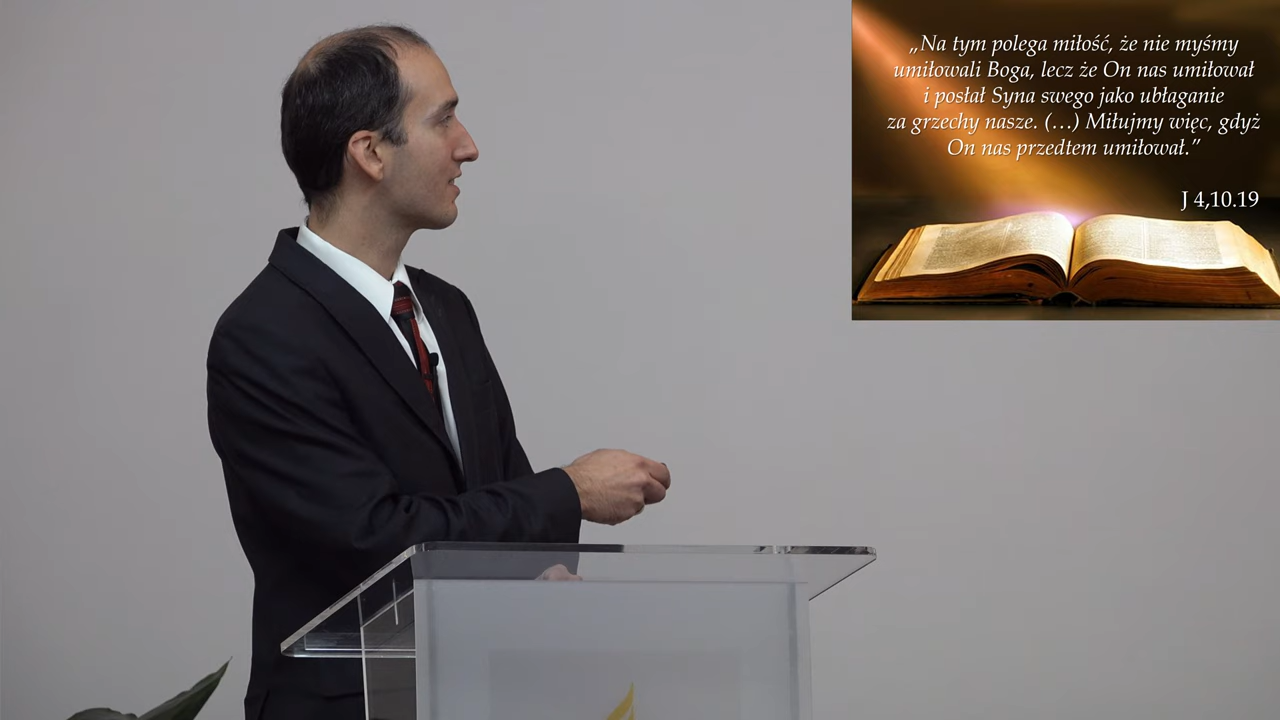 „Na tym polega miłość, że nie myśmy
umiłowali Boga, lecz że On nas umiłował
i posłał Syna swego jako ubłaganie
za grzechy nasze. (…) Miłujmy więc, gdyż
On nas przedtem umiłował.”
J 4,10.19